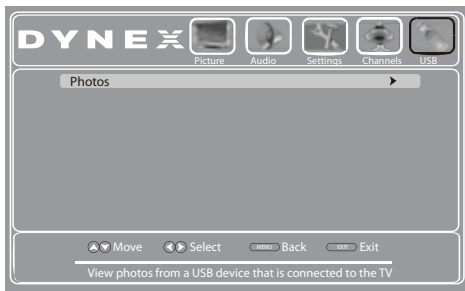 DYNEX
Picture Audio Settings Channels USB
Photos
Move Select MENU Back EXIT Exit
View photos from a USB device that is connected to the TV